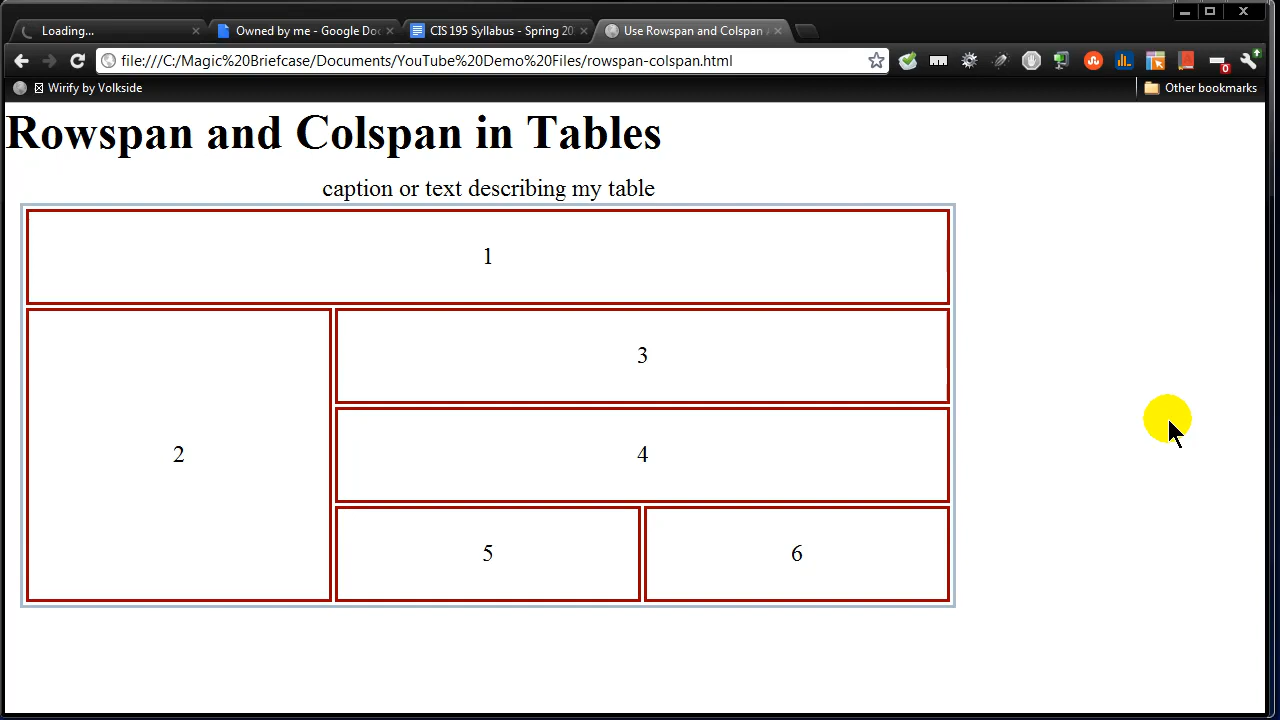 Loading...
Owned by me - Google Doc
CIS 195 Syllabus - Spring 20
Use Rowspan and Colspan
file:///C:/Magic%20Briefcase/Documents/YouTube%20Demo%20Files/rowspan-colspan.html
0
Wirify by Volkside
Other bookmarks
Rowspan and Colspan in Tables
caption or text describing my table
1
3
2
4
5
6